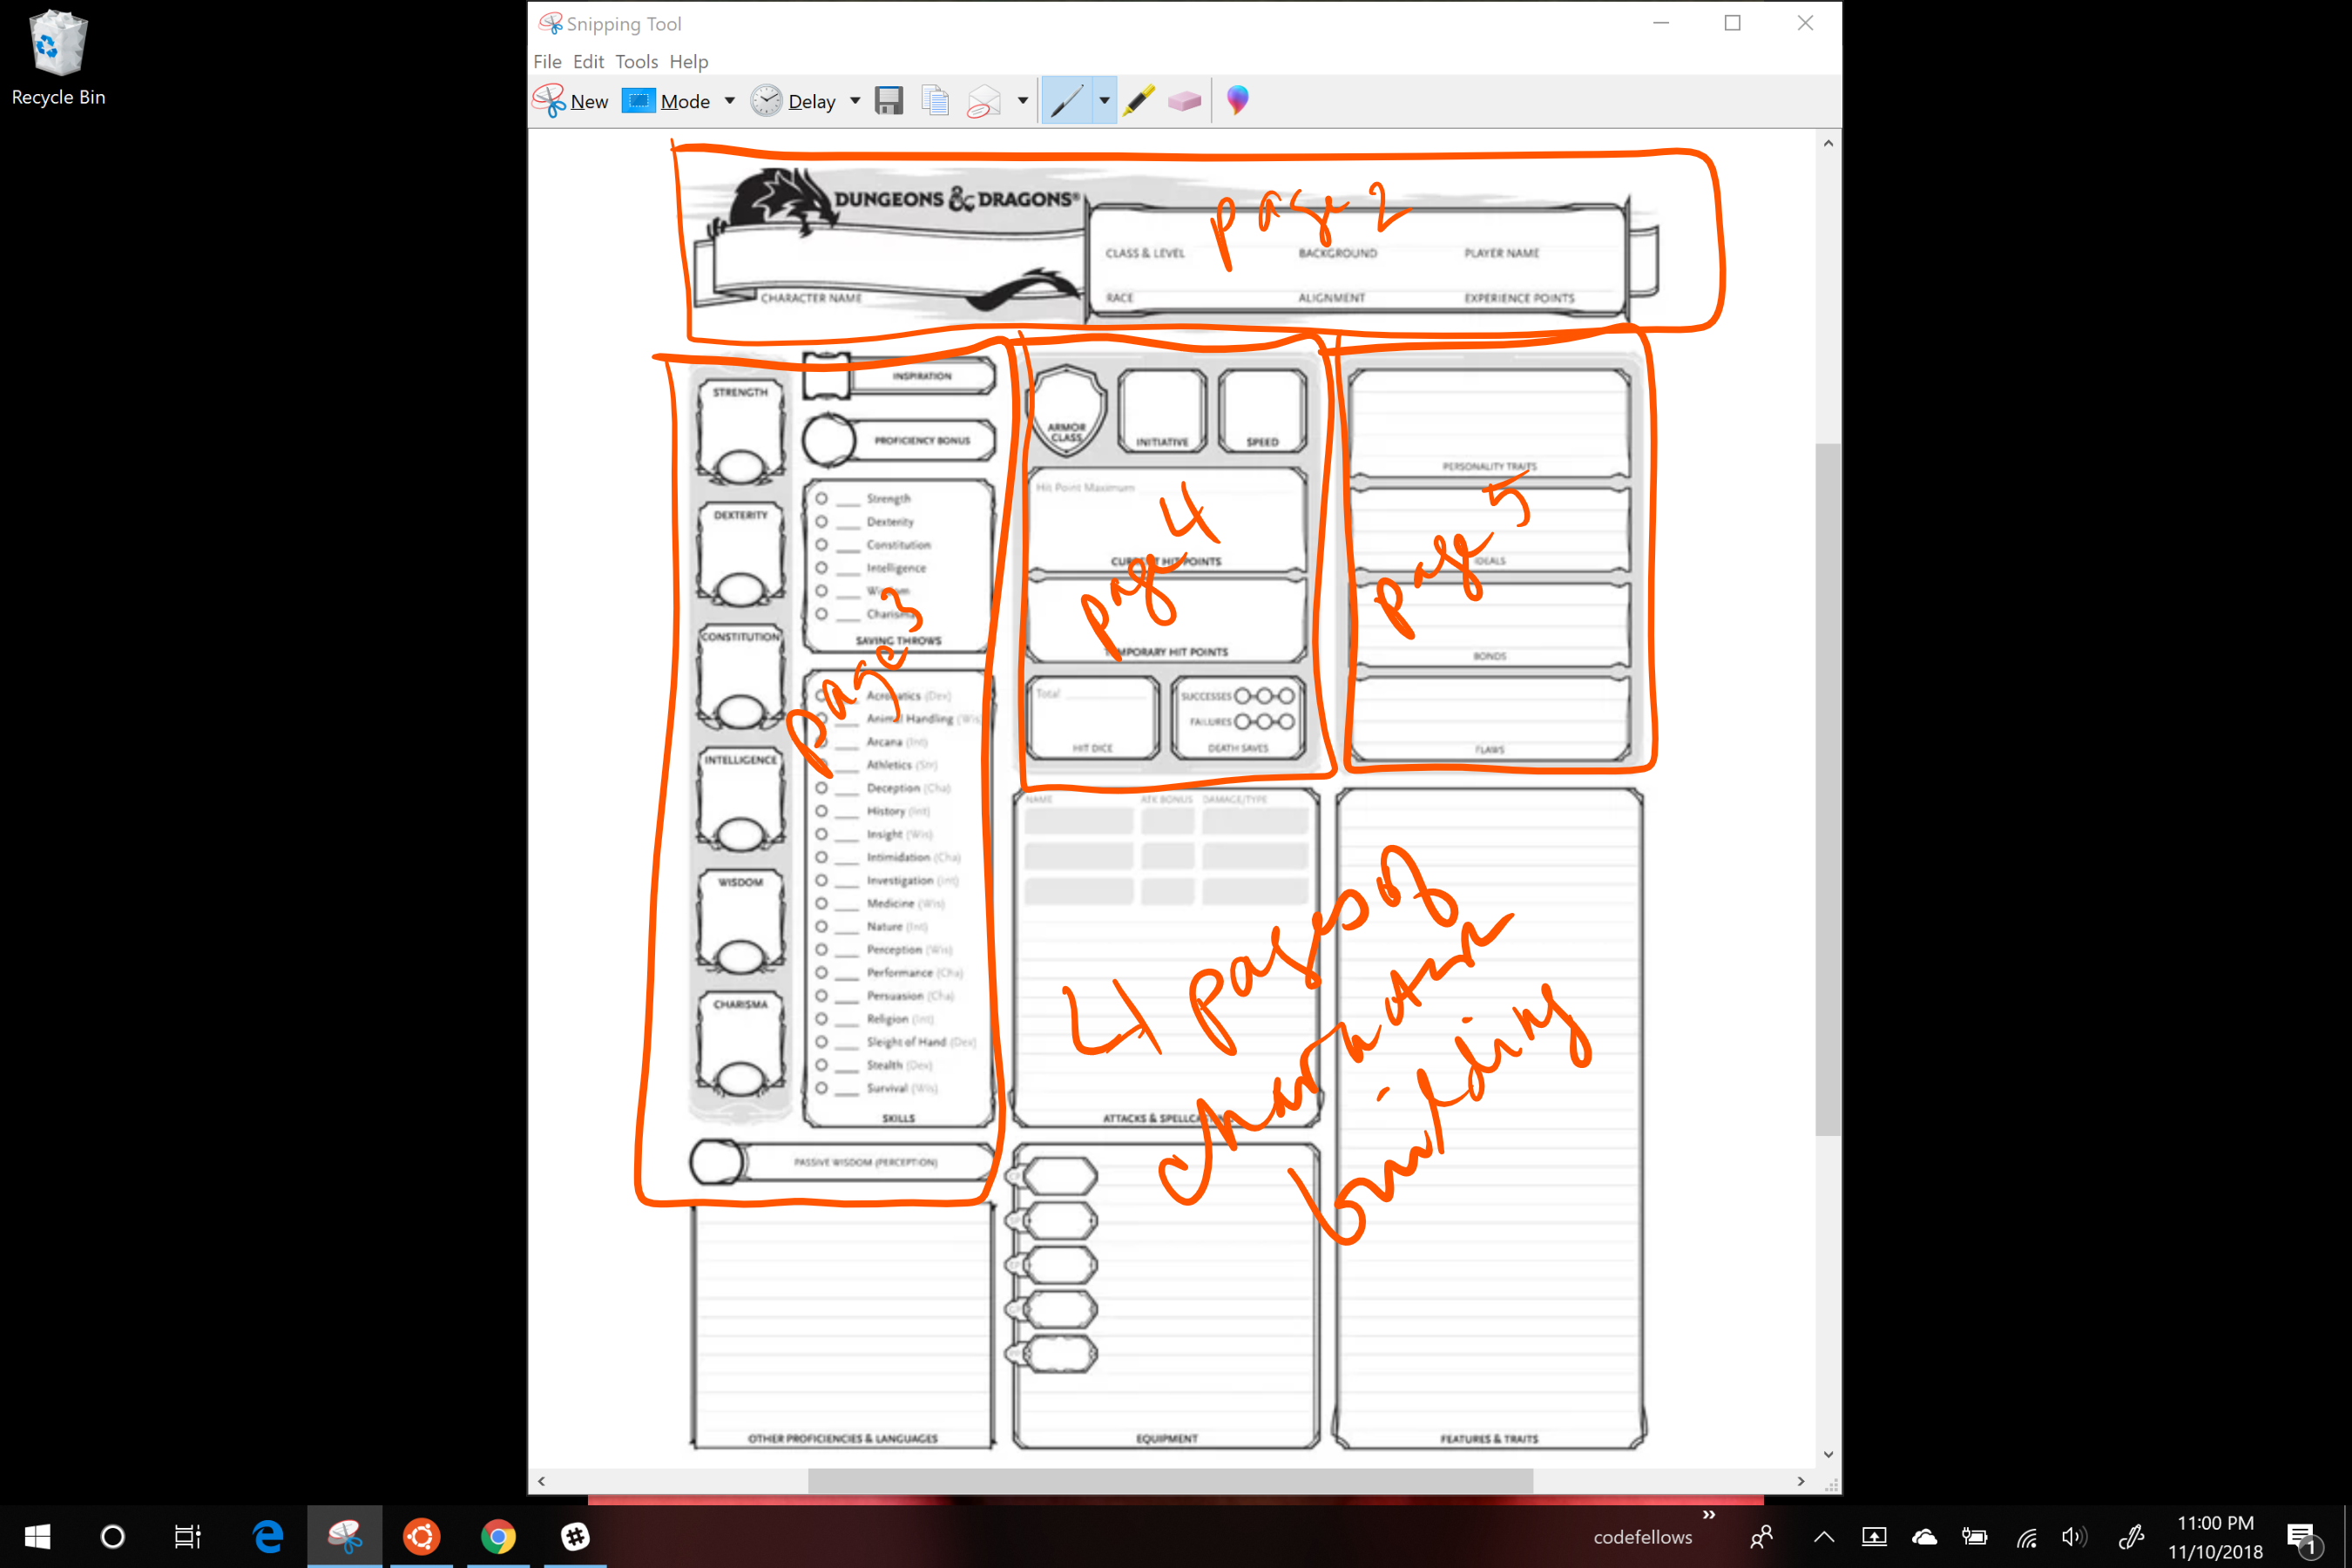 Recycle Bin
Snipping Tool
File Edit Tools Help
New Mode Delay
DUNGEONS & DRAGONS®
page 2
CLASS & LEVEL BACKGROUND PLAYER NAME
CHARACTER NAME
RACE ALIGNMENT EXPERIENCE POINTS
STRENGTH
DEXTERITY
CONSTITUTION
INTELLIGENCE
WISDOM
CHARISMA
INSPIRATION
PROFICIENCY BONUS
Strength
Dexterity
Constitution
Intelligence
Wisdom
Charisma
SAVING THROWS
page 3
Acrobatics (Dex)
Animal Handling (Wis
Arcana (Int)
Athletics (Str)
Deception (Cha)
History (Int)
Insight (Wis)
Intimidation (Cha)
Investigation (Int)
Medicine (Wis)
Nature (Int)
Perception (Wis)
Performance (Cha)
Persuasion (Cha)
Religion (Int)
Sleight of Hand (Dex)
Stealth (Dex)
Survival (Wis)
SKILLS
PASSIVE WISDOM (PERCEPTION)
OTHER PROFICIENCIES & LANGUAGES
ARMOR
CLASS
INITIATIVE
SPEED
Hit Point Maximum
CURRENT HIT POINTS
page 4
TEMPORARY HIT POINTS
Total
HIT DICE
SUCCESSES
FAILURES
DEATH SAVES
NAME ATK BONUS DAMAGE/TYPE
ATTACKS & SPELLCASTING
CP
SP
EP
GP
PP
EQUIPMENT
PERSONALITY TRAITS
IDEALS
page 5
BONDS
FLAWS
4 pages of
character
building
FEATURES & TRAITS
codefellows
11:00 PM
11/10/2018
1